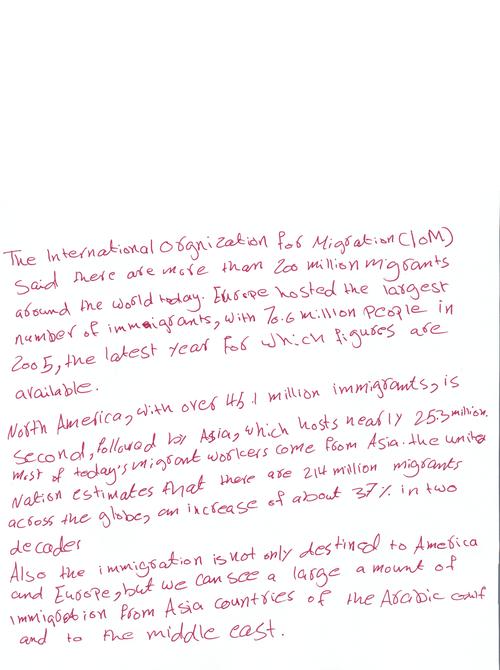 The International Orgnization for Migration (IOM)
Said there are more than 200 million migrants
around the world today. Europe hosted the largest
number of immigrants, with 70.6 million people in
2005, the latest year for which figures are
available.
North America, with over 45.1 million immigrants, is
second, followed by Asia, which hosts nearly 25.3 million.
most of today's migrant workers come from Asia. the unite
Nation estimates that there are 214 million migrants
across the globe, an increase of about 37% in two
decades
Also the immigration is not only destined to America
and Europe, but we can see a large amount of
immigration from Asia countries of the Arabic Gulf
and to the middle east.